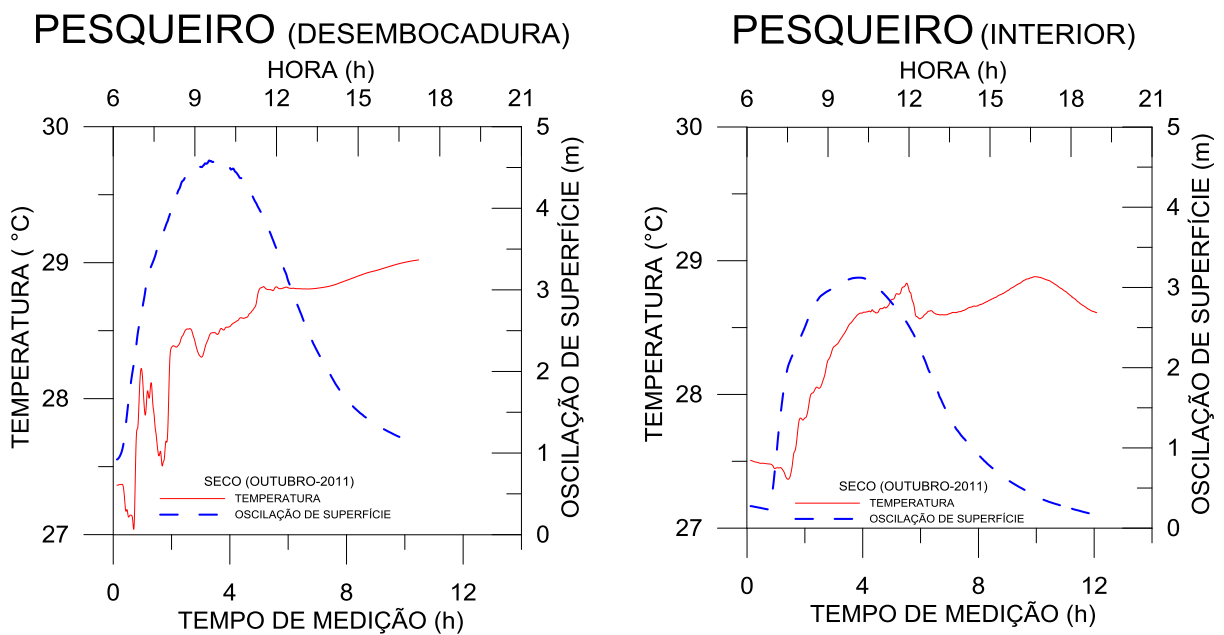 PESQUEIRO (DESEMBOCADURA)
HORA (h)
6 9 12 15 18 21
30 5
29 4
28 3
27 2
1
0
TEMPERATURA ( °C)
OSCILAÇÃO DE SUPERFÍCIE (m)
SECO (OUTUBRO-2011)
TEMPERATURA
OSCILAÇÃO DE SUPERFÍCIE
0 4 8 12
TEMPO DE MEDIÇÃO (h)
PESQUEIRO (INTERIOR)
HORA (h)
6 9 12 15 18 21
30 5
29 4
28 3
27 2
1
0
TEMPERATURA (°C)
OSCILAÇÃO DE SUPERFÍCIE (m)
SECO (OUTUBRO-2011)
TEMPERATURA
OSCILAÇÃO DE SUPERFÍCIE
0 4 8 12
TEMPO DE MEDIÇÃO (h)